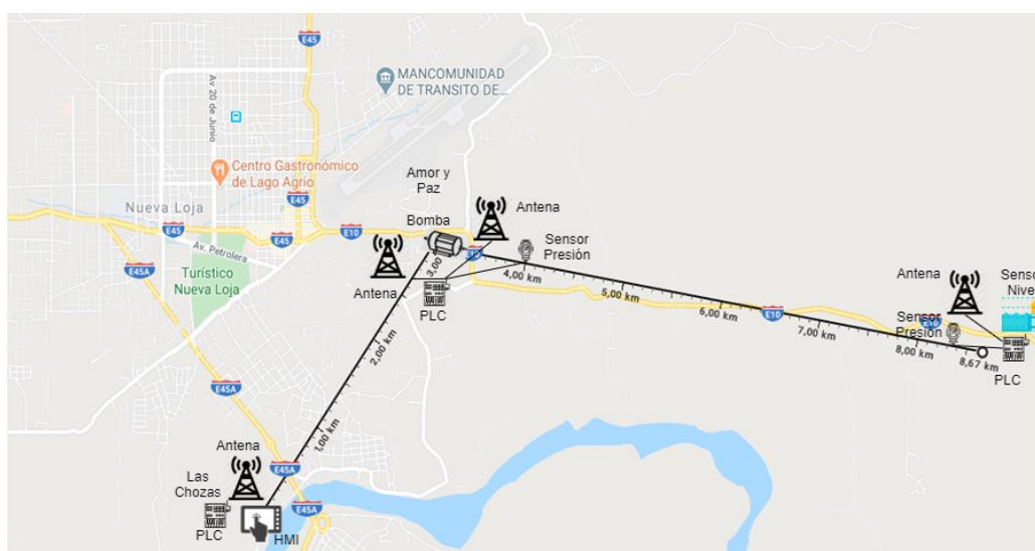 E45
MANCOMUNIDAD
DE TRANSITO DE...
Av 20 de Junio
Centro Gastronómico
de Lago Agrio
Amor y
Paz
E45
Nueva Loja
E45
E45
E10
Bomba
Antena
Av. Petrolera
Sensor
Presión
E45A
Turístico
Nueva Loja
3,00
4,00 km
Antena
PLC
5,00 km
6,00 km
E10
7,00 km
Antena
Senso
Nive
Sensor
Presión
E10
8,00 km
8,67 km
PLC
2,00 km
E45A
1,00 km
Antena
E45A
Las
Chozas
E45A
PLC
HMI